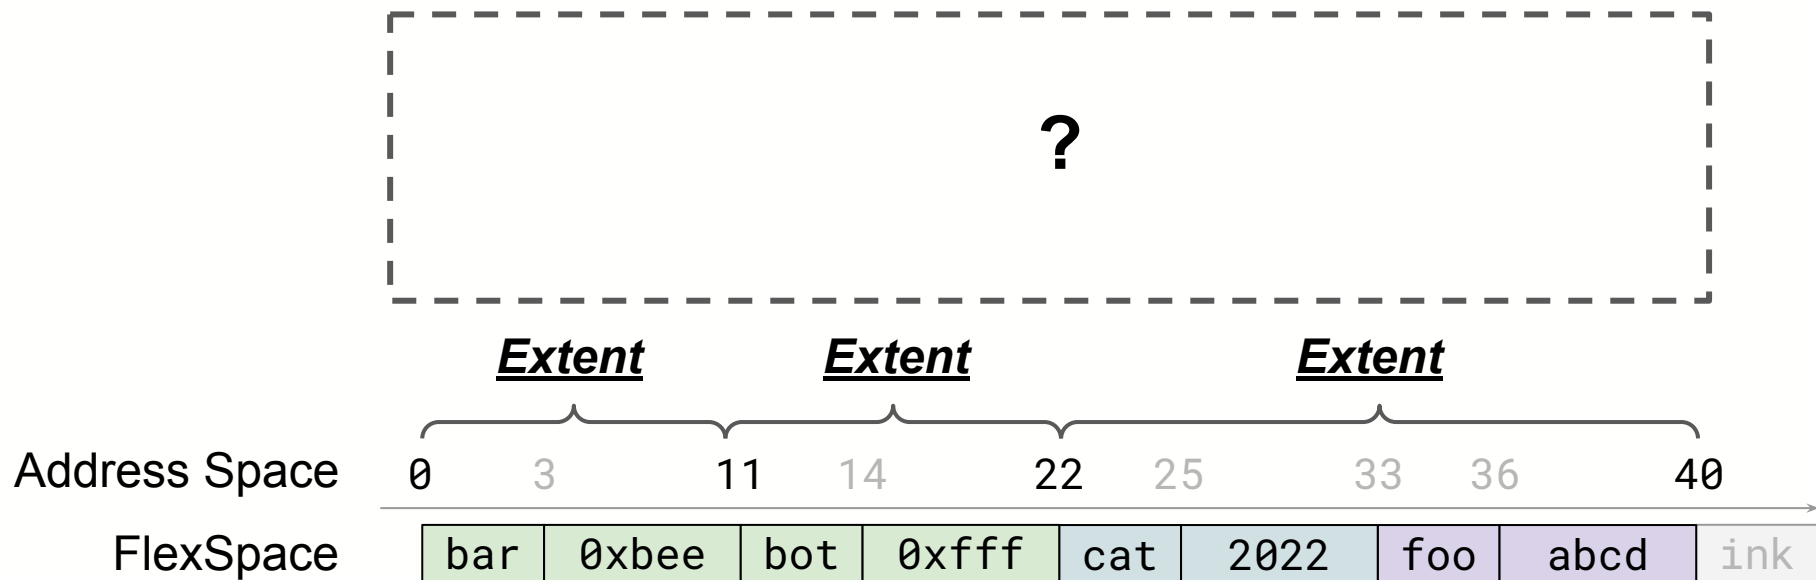 ?
Extent Extent Extent
Address Space 0 3 11 14 22 25 33 36 40
FlexSpace bar 0xbee bot 0xfff cat 2022 foo abcd ink